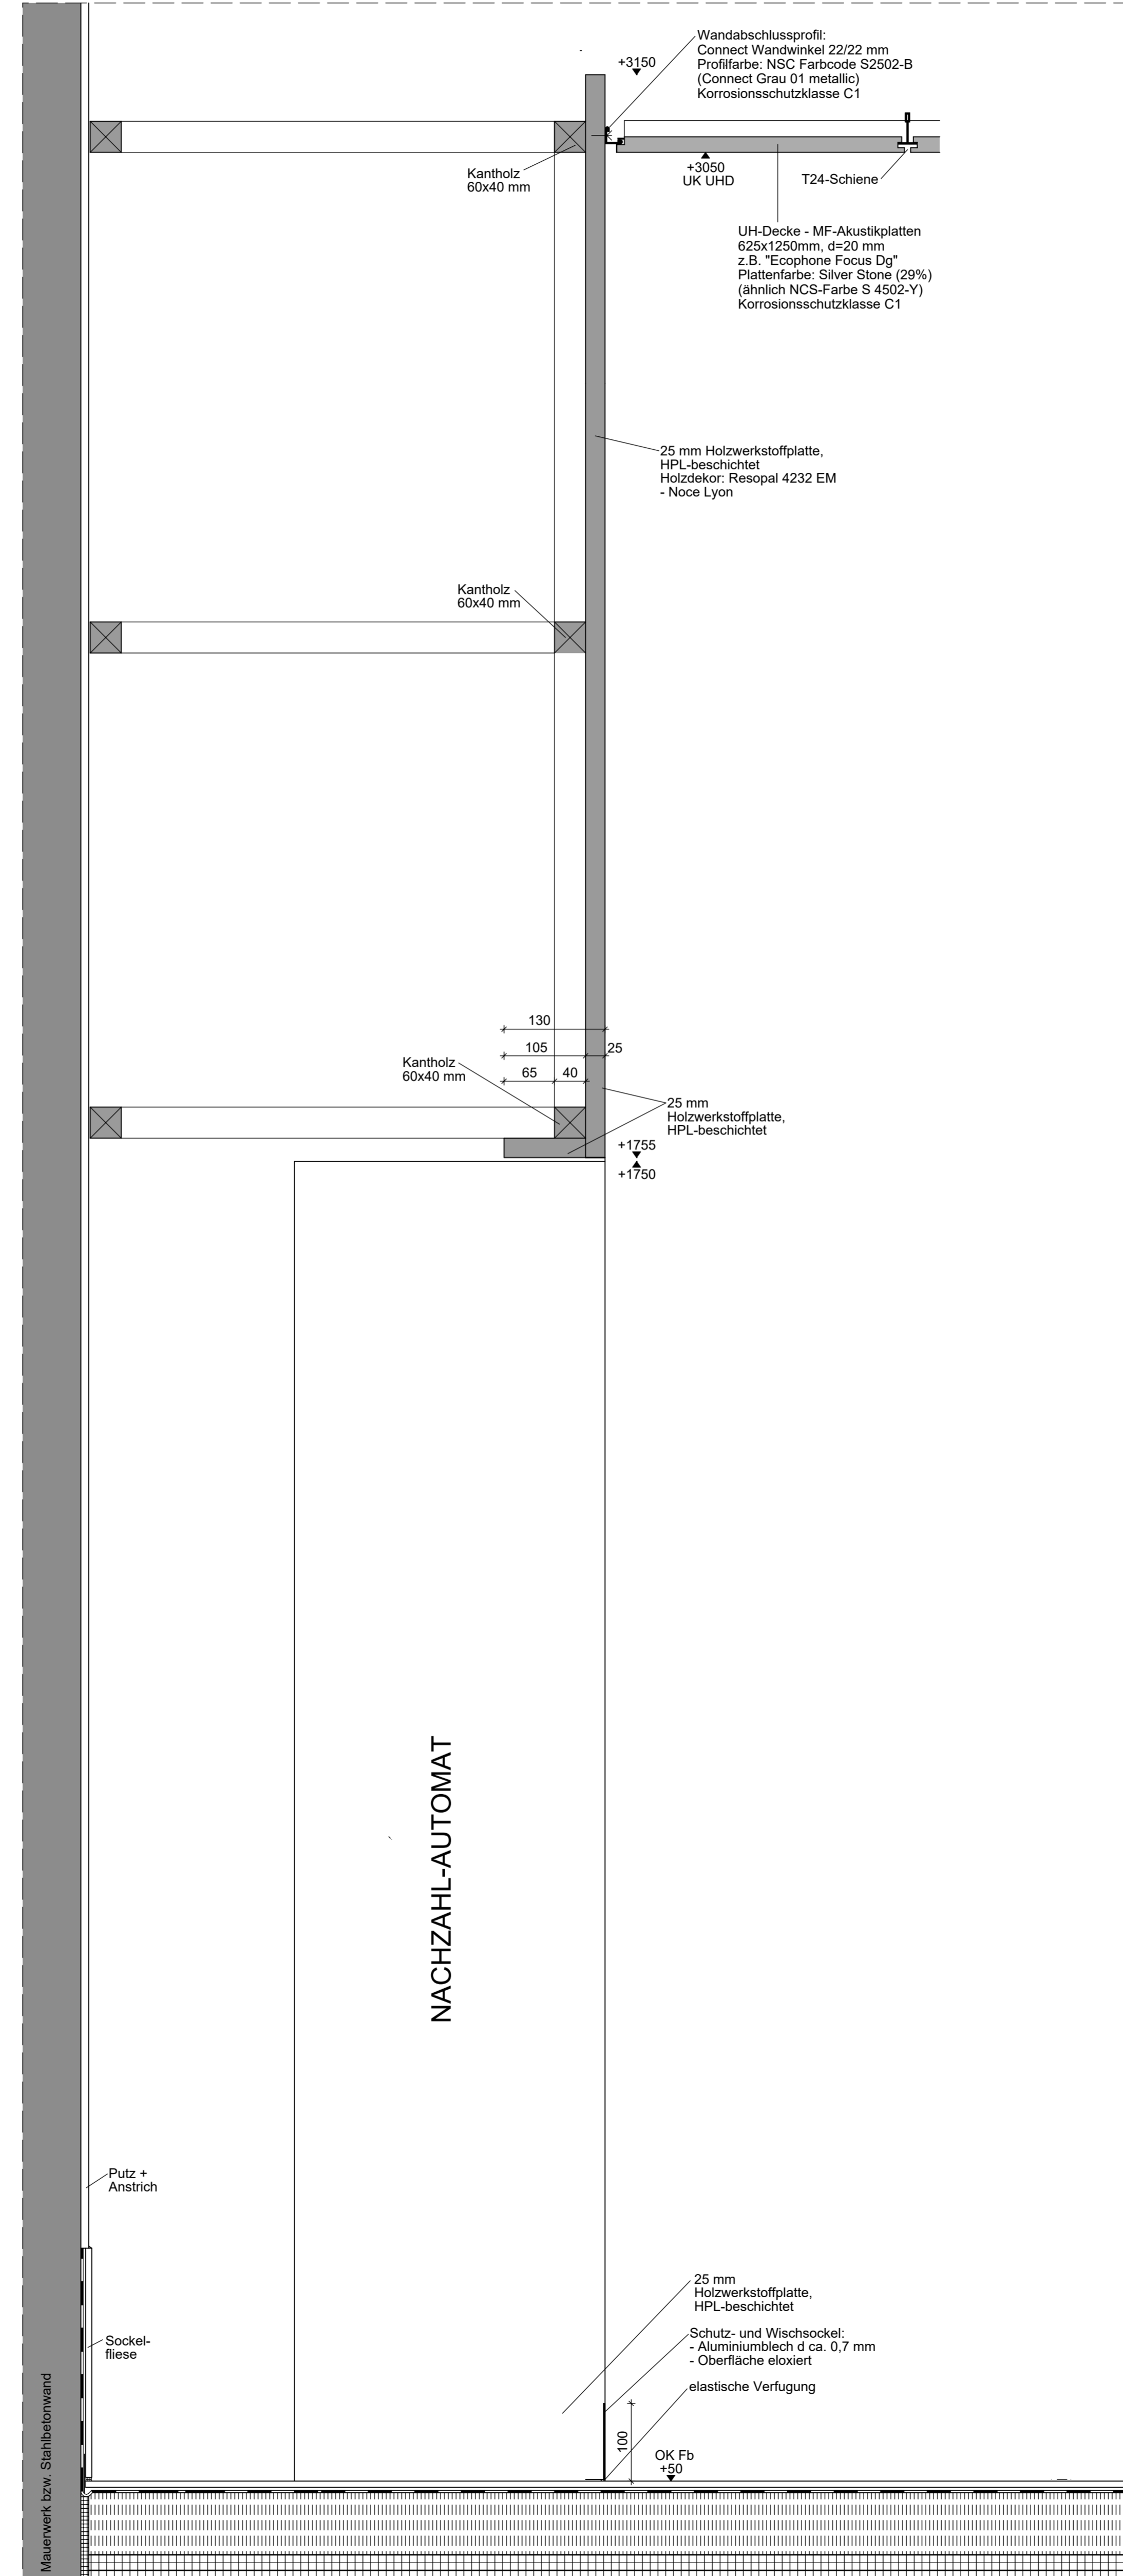 Wandabschlussprofil:
Connect Wandwinkel 22/22 mm
Profilfarbe: NSC Farbcode S2502-B
(Connect Grau 01 metallic)
Korrosionsschutzklasse C1
+3150
Kantholz
60x40 mm
+3050
UK UHD
T24-Schiene
UH-Decke - MF-Akustikplatten
625x1250mm, d=20 mm
z.B. "Ecophone Focus Dg"
Plattenfarbe: Silver Stone (29%)
(ähnlich NCS-Farbe S 4502-Y)
Korrosionsschutzklasse C1
25 mm Holzwerkstoffplatte,
HPL-beschichtet
Holzdekor: Resopal 4232 EM
- Noce Lyon
Kantholz
60x40 mm
130
105
25
65
40
Kantholz
60x40 mm
25 mm
Holzwerkstoffplatte,
HPL-beschichtet
+1755
+1750
NACHZAHL-AUTOMAT
Putz +
Anstrich
25 mm
Holzwerkstoffplatte,
HPL-beschichtet
Schutz- und Wischsockel:
- Aluminiumblech d ca. 0,7 mm
- Oberfläche eloxiert
elastische Verfugung
Sockel-
fliese
100
OK Fb
+50
Mauerwerk bzw. Stahlbetonwand